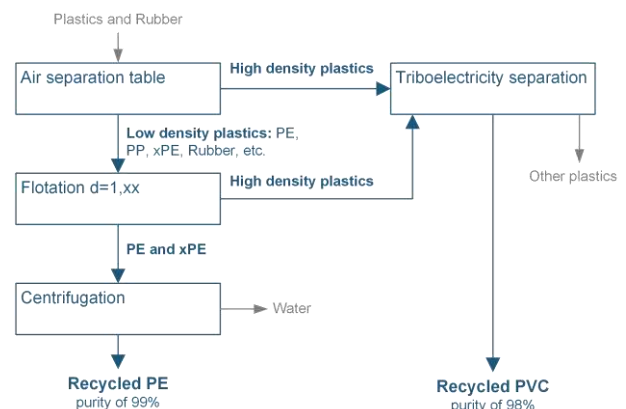 Plastics and Rubber
Air separation table
High density plastics
Triboelectricity separation
Low density plastics: PE,
PP, xPE, Rubber, etc.
Flotation d=1,xx
High density plastics
Other plastics
PE and xPE
Centrifugation
Water
Recycled PE
purity of 99%
Recycled PVC
purity of 98%